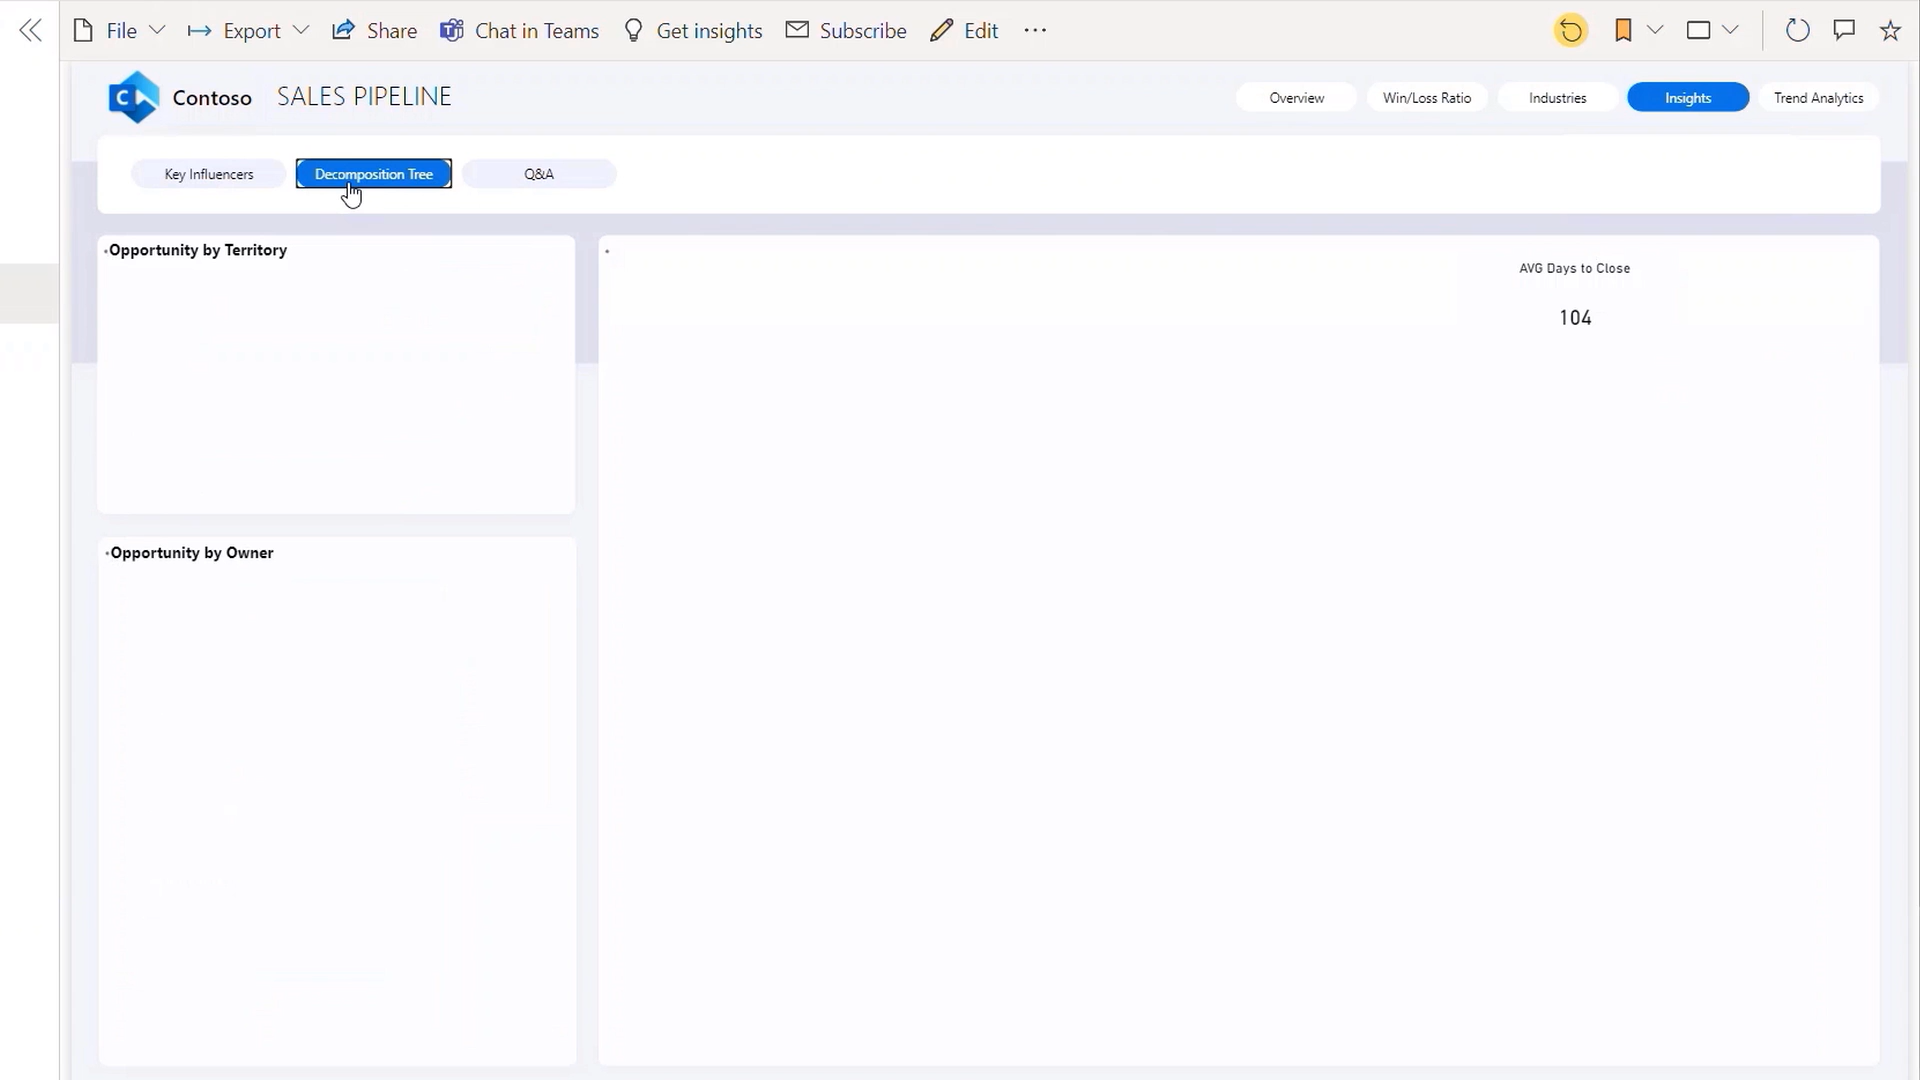 File Export Share Chat in Teams Get insights Subscribe Edit
Contoso SALES PIPELINE Overview Win/Loss Ratio Industries Insights Trend Analytics
Key Influencers Decomposition Tree Q&A
Opportunity by Territory
AVG Days to Close
104
Opportunity by Owner